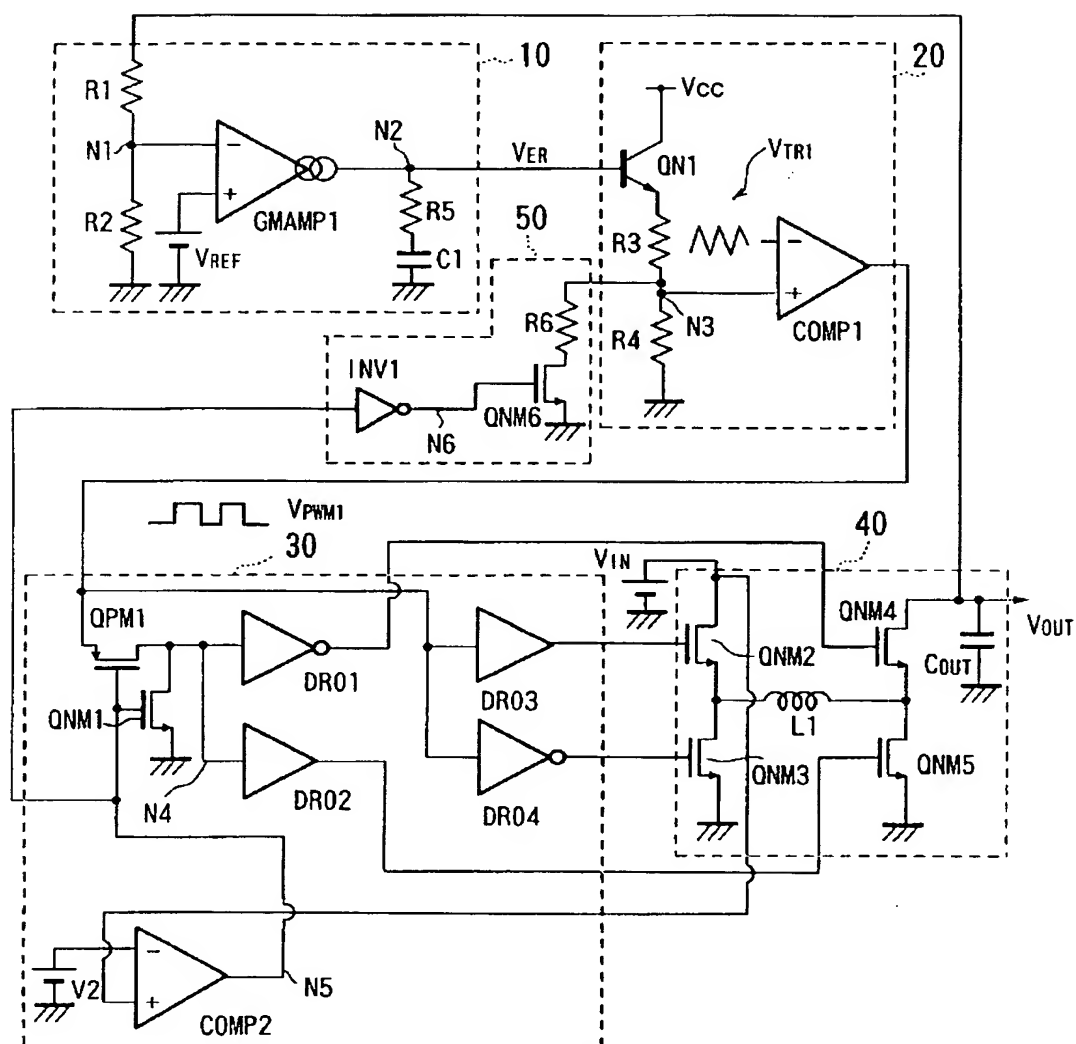 10
20
R1
VCC
N1
N2
VER
QN1
VTR1
GMAMP1
R5
R2
50
R3
VREF
C1
R6
N3
R4
COMP1
INV1
N6
QNM6
VPWM1
30
40
VIN
QPM1
QNM4
VOUT
DR01
DR03
QNM2
COUT
QNM1
L1
QNM3
QNM5
N4
DR02
DR04
V2
N5
COMP2